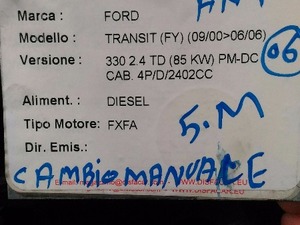 Marca : FORD
Modello : TRANSIT (FY) (09/00>06/06)
Versione : 330 2.4 TD (85 KW) PM-DC
CAB. 4P/D/2402CC
06
Aliment. : DIESEL
5.M
Tipo Motore: FXFA
Dir. Emis.:
CAMBIO MANUALE